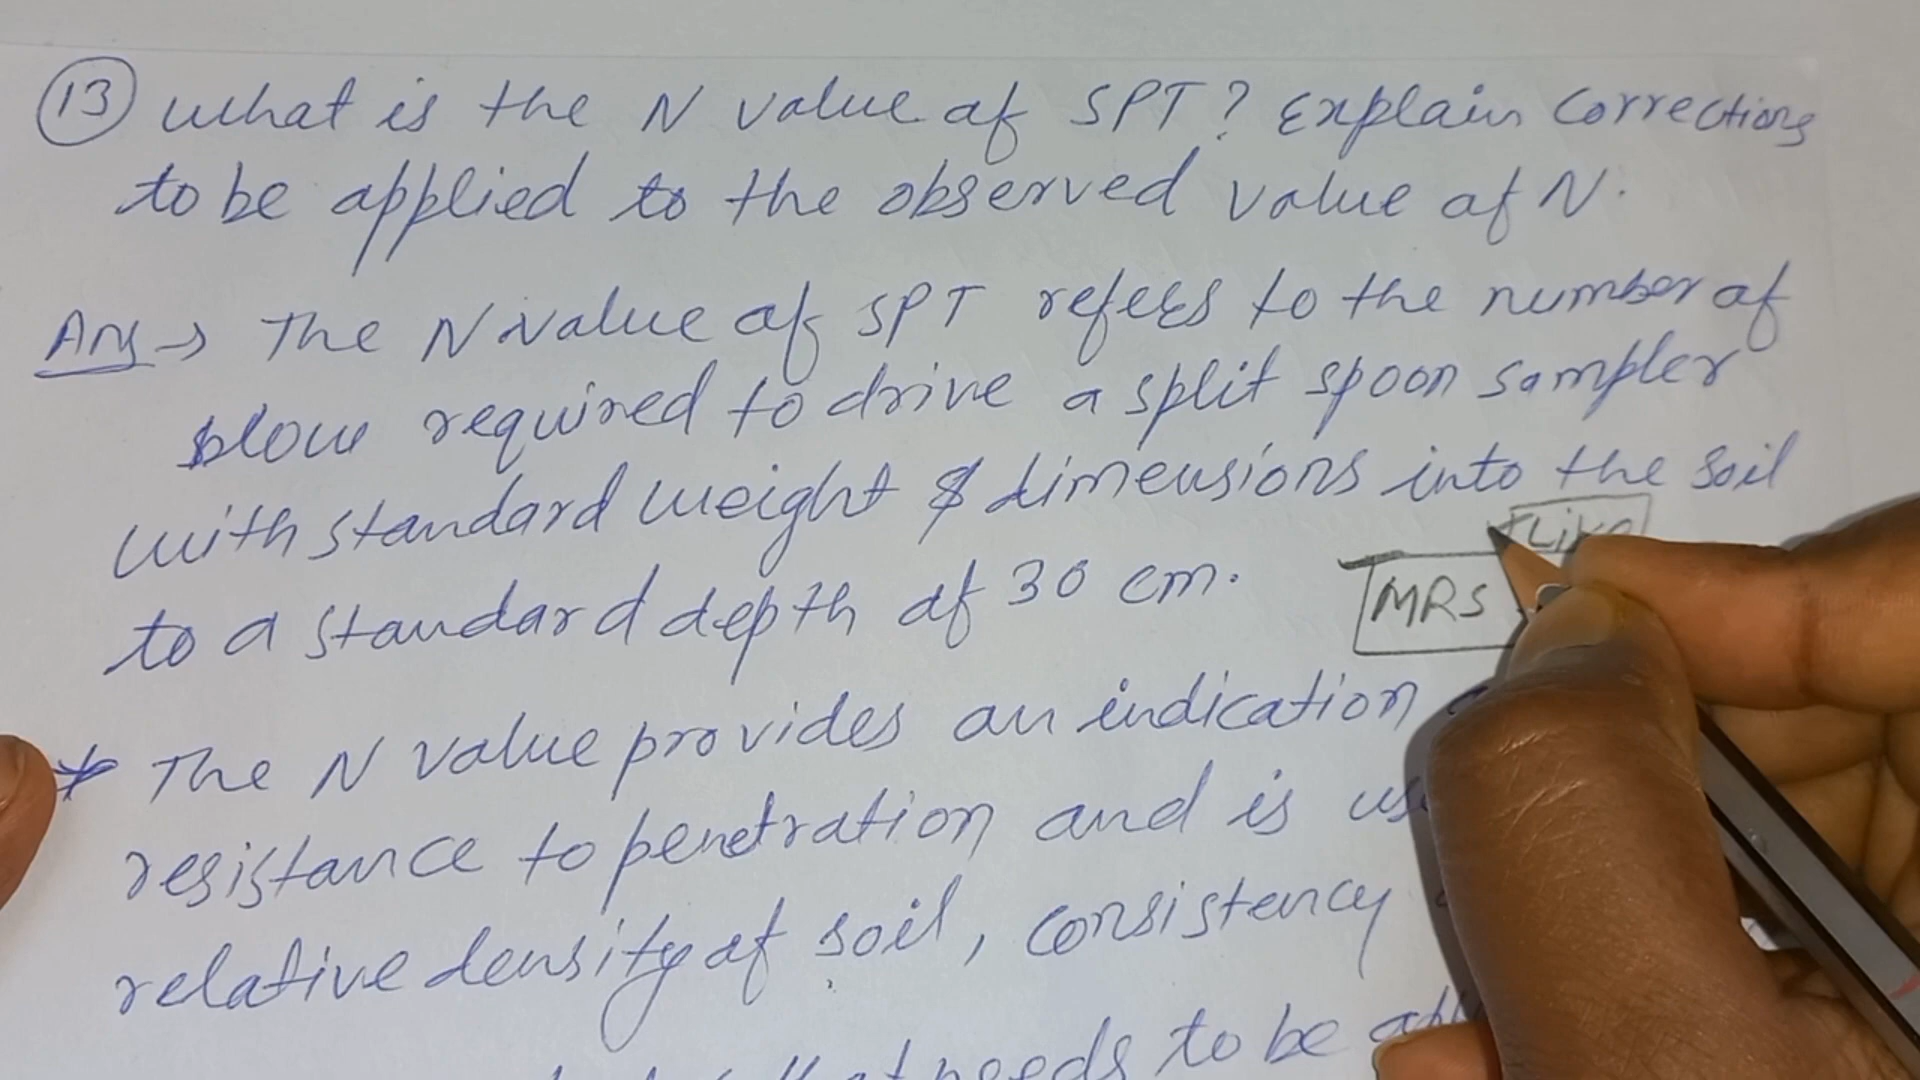 13 What is the N value of SPT? Explain Corrections
to be applied to the observed value of N.
Ans → The N value of SPT refers to the number of
blow required to drive a split spoon sampler
with standard weight & dimensions into the soil
to a standard depth of 30 cm.
Like
MRS
* The N value provides an indication
resistance to penetration and is
relative density of soil, consistency
needs to be